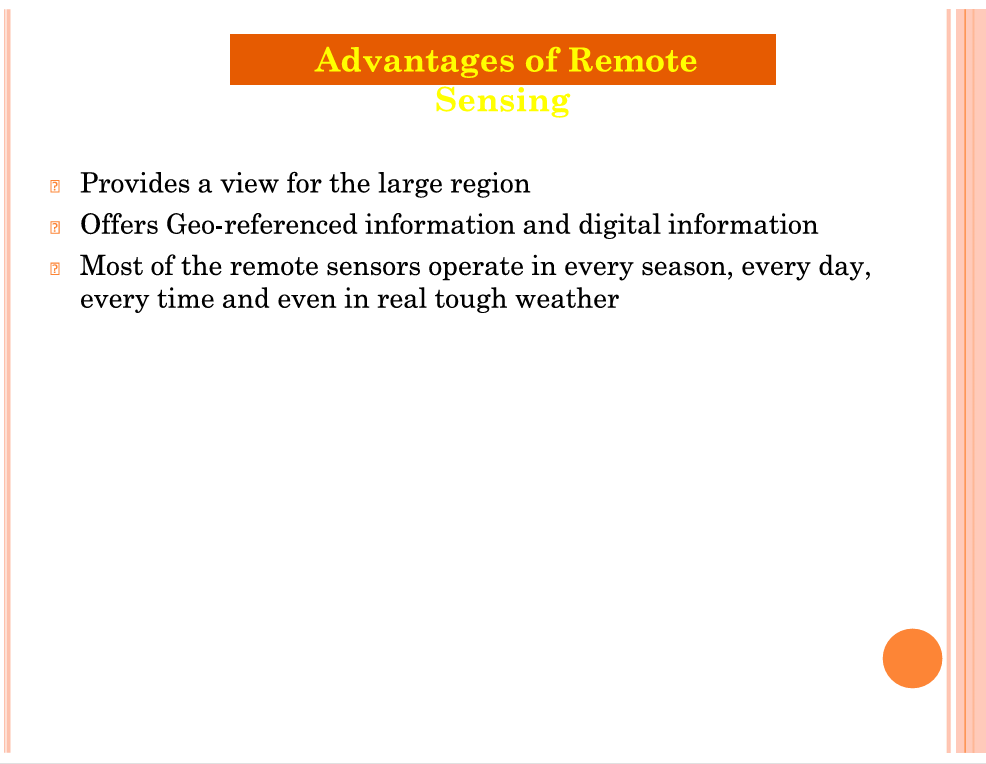 Advantages of Remote
Sensing
Provides a view for the large region
Offers Geo-referenced information and digital information
Most of the remote sensors operate in every season, every day,
every time and even in real tough weather